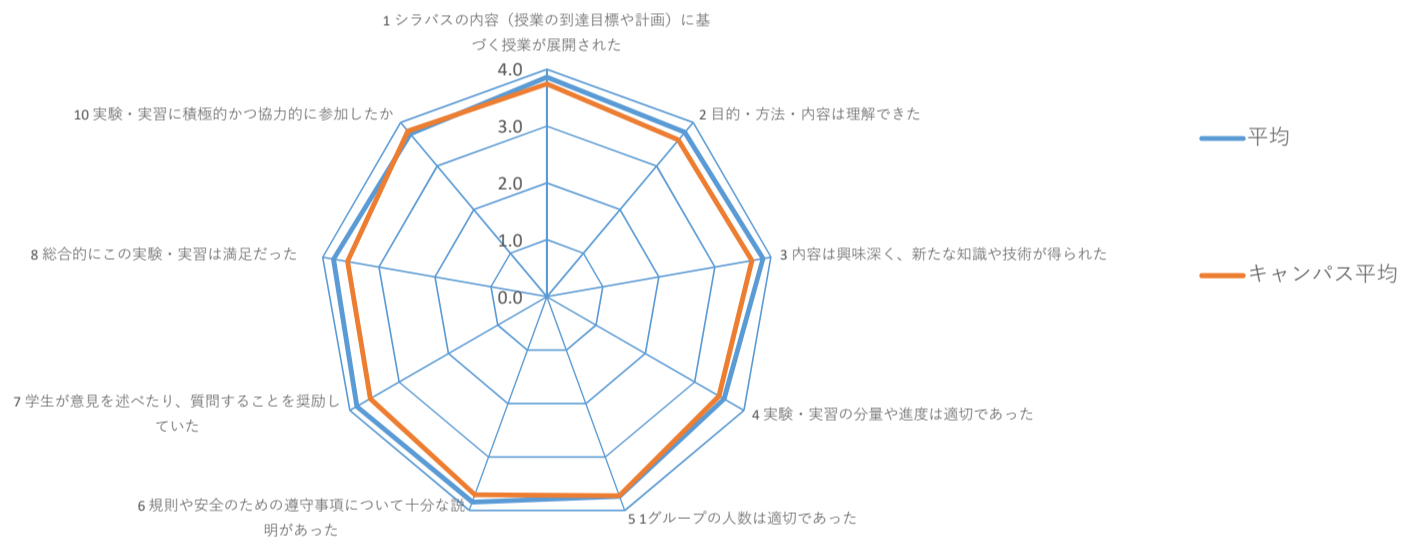 1 シラバスの内容（授業の到達目標や計画）に基
づく授業が展開された
4.0
3.0
2.0
1.0
0.0
2 目的・方法・内容は理解できた
3 内容は興味深く、新たな知識や技術が得られた
4 実験・実習の分量や進度は適切であった
5 1グループの人数は適切であった
6 規則や安全のための遵守事項について十分な説
明があった
7 学生が意見を述べたり、質問することを奨励し
ていた
8 総合的にこの実験・実習は満足だった
10 実験・実習に積極的かつ協力的に参加したか
平均
キャンパス平均